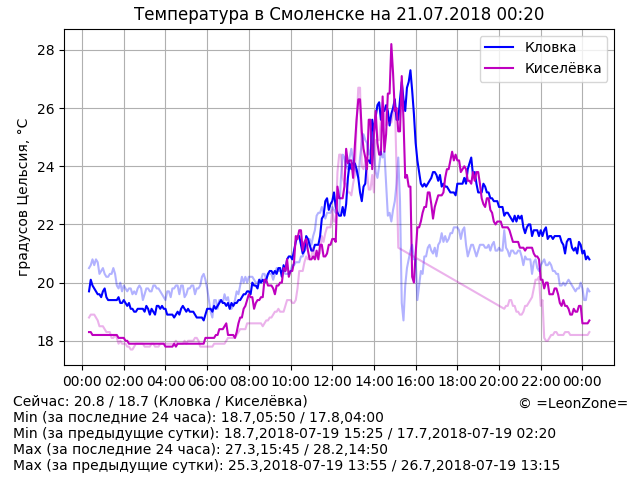 Температура в Смоленске на 21.07.2018 00:20
Кловка
Киселёвка
градусов Цельсия, °C
28
26
24
22
20
18
00:00 02:00 04:00 06:00 08:00 10:00 12:00 14:00 16:00 18:00 20:00 22:00 00:00
© =LeonZone=
Сейчас: 20.8 / 18.7 (Кловка / Киселёвка)
Min (за последние 24 часа): 18.7,05:50 / 17.8,04:00
Min (за предыдущие сутки): 18.7,2018-07-19 15:25 / 17.7,2018-07-19 02:20
Max (за последние 24 часа): 27.3,15:45 / 28.2,14:50
Max (за предыдущие сутки): 25.3,2018-07-19 13:55 / 26.7,2018-07-19 13:15